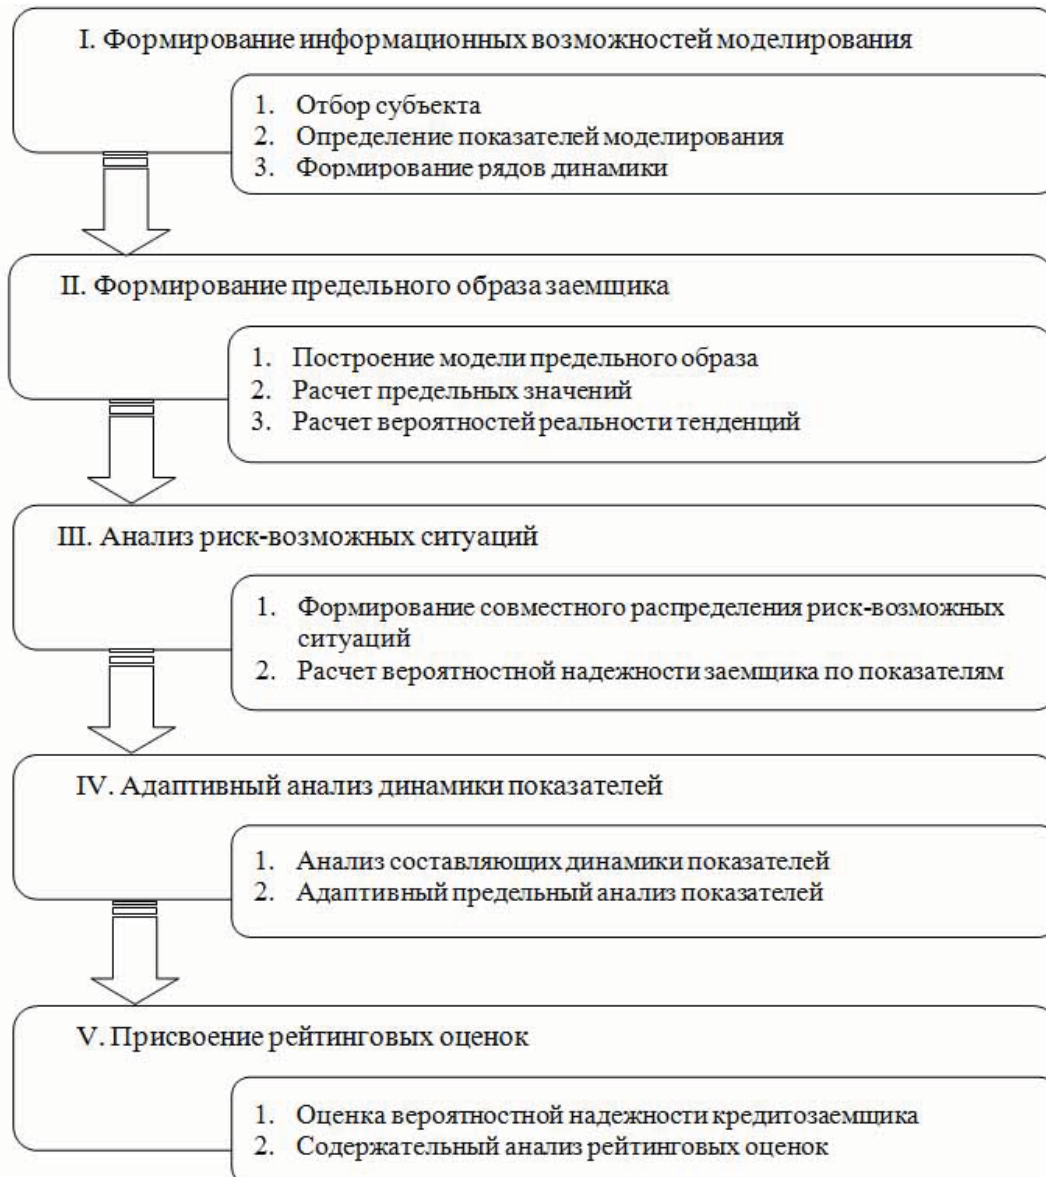 I. Формирование информационных возможностей моделирования
1. Отбор субъекта
2. Определение показателей моделирования
3. Формирование рядов динамики
II. Формирование предельного образа заемщика
1. Построение модели предельного образа
2. Расчет предельных значений
3. Расчет вероятностей реальности тенденций
III. Анализ риск-возможных ситуаций
1. Формирование совместного распределения риск-возможных
ситуаций
2. Расчет вероятностной надежности заемщика по показателям
IV. Адаптивный анализ динамики показателей
1. Анализ составляющих динамики показателей
2. Адаптивный предельный анализ показателей
V. Присвоение рейтинговых оценок
1. Оценка вероятностной надежности кредитозаемщика
2. Содержательный анализ рейтинговых оценок